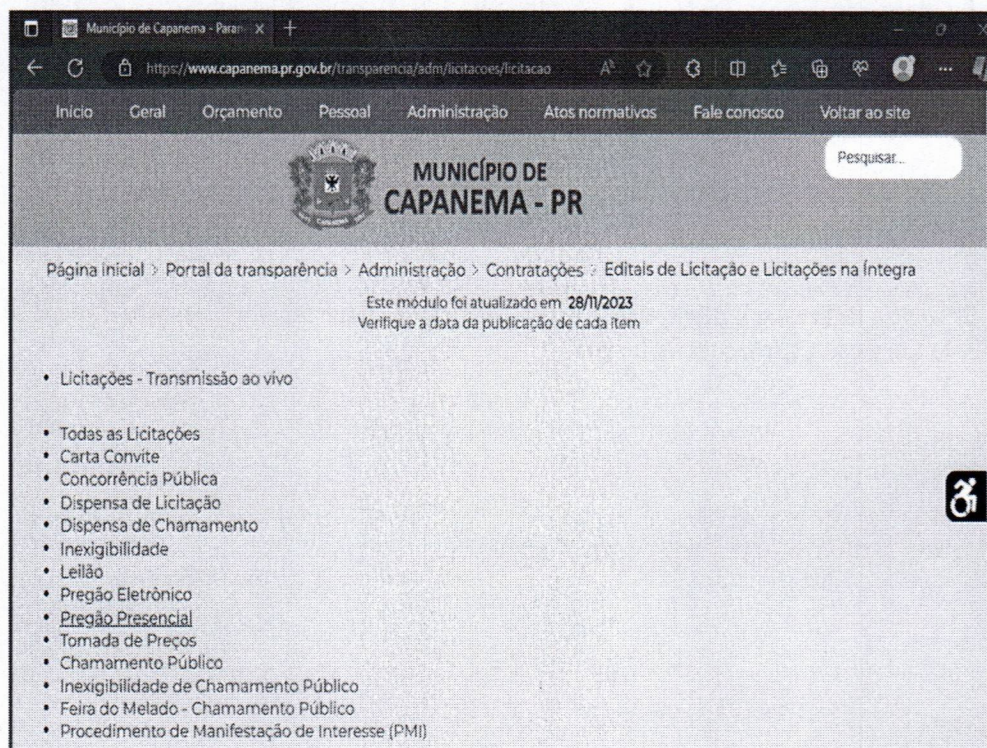 Município de Capanema - Paran
https://www.capanema.pr.gov.br/transparencia/adm/licitacoes/licitacao
Início Geral Orçamento Pessoal Administração Atos normativos Fale conosco Voltar ao site
Pesquisar...
MUNICÍPIO DE
CAPANEMA - PR
Página Inicial > Portal da transparência > Administração > Contratações > Editais de Licitação e Licitações na Íntegra
Este módulo foi atualizado em 28/11/2023
Verifique a data da publicação de cada item
• Licitações - Transmissão ao vivo
• Todas as Licitações
• Carta Convite
• Concorrência Pública
• Dispensa de Licitação
• Dispensa de Chamamento
• Inexigibilidade
• Leilão
• Pregão Eletrônico
• Pregão Presencial
• Tomada de Preços
• Chamamento Público
• Inexigibilidade de Chamamento Público
• Feira do Melado - Chamamento Público
• Procedimento de Manifestação de Interesse (PMI)